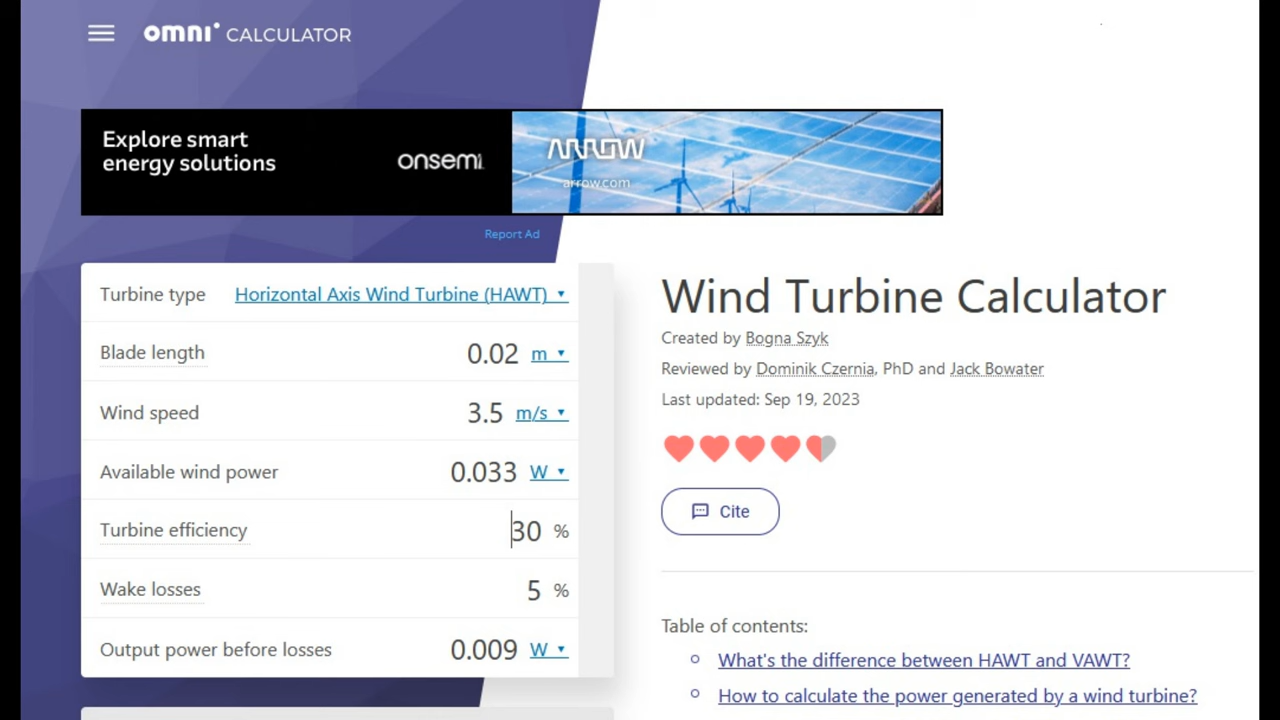 omni CALCULATOR
Explore smart
energy solutions
onsemi
ARROW
arrow.com
Report Ad
Turbine type Horizontal Axis Wind Turbine (HAWT)
Blade length 0.02 m
Wind speed 3.5 m/s
Available wind power 0.033 W
Turbine efficiency 30 %
Wake losses 5 %
Output power before losses 0.009 W
Wind Turbine Calculator
Created by Bogna Szyk
Reviewed by Dominik Czernia, PhD and Jack Bowater
Last updated: Sep 19, 2023
Cite
Table of contents:
What's the difference between HAWT and VAWT?
How to calculate the power generated by a wind turbine?